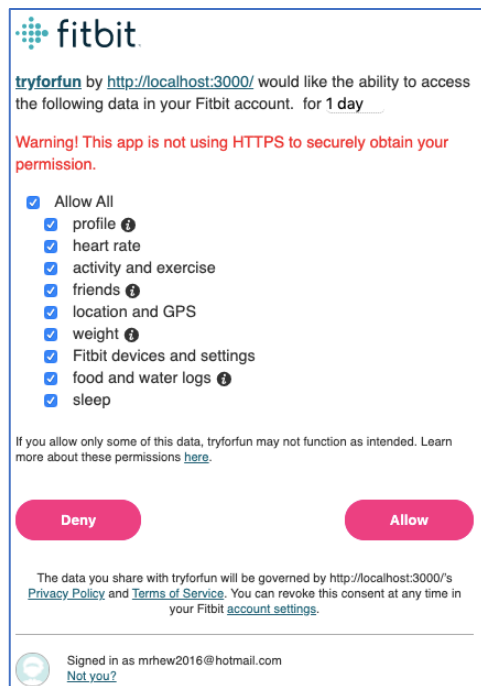 fitbit
tryforfun by http://localhost:3000/ would like the ability to access
the following data in your Fitbit account. for 1 day
Warning! This app is not using HTTPS to securely obtain your
permission.
Allow All
profile
heart rate
activity and exercise
friends
location and GPS
weight
Fitbit devices and settings
food and water logs
sleep
If you allow only some of this data, tryforfun may not function as intended. Learn
more about these permissions here.
Deny
Allow
The data you share with tryforfun will be governed by http://localhost:3000/'s
Privacy Policy and Terms of Service. You can revoke this consent at any time in
your Fitbit account settings.
Signed in as mrhew2016@hotmail.com
Not you?